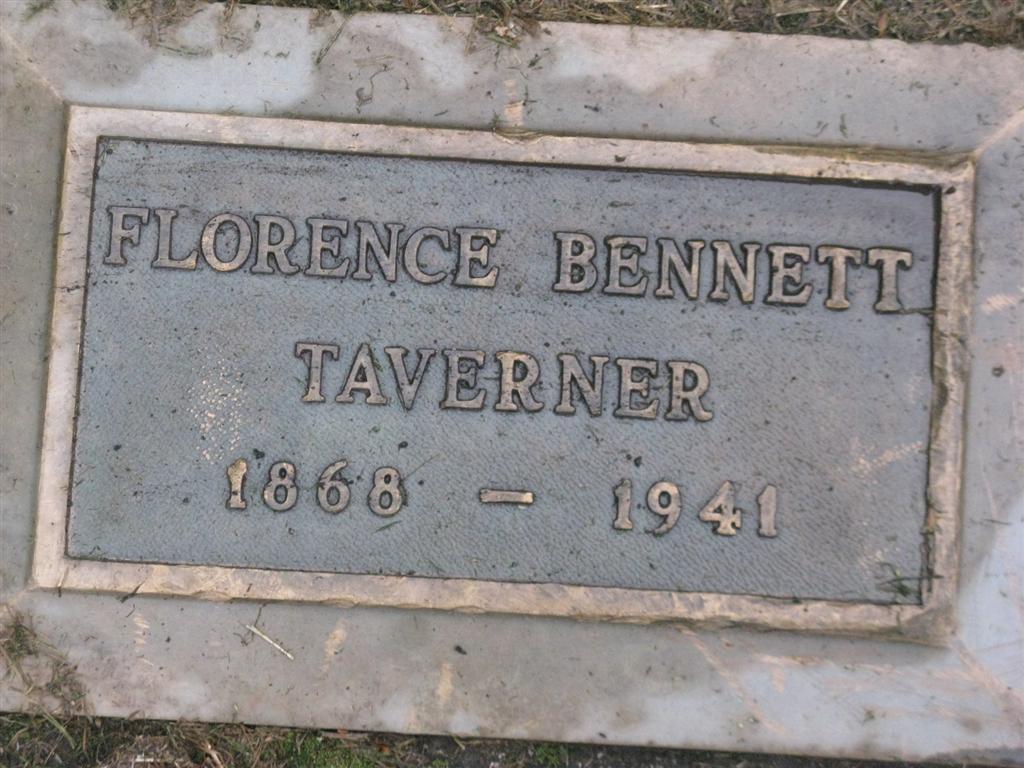 FLORENCE BENNETT
TAVERNER
1868 – 1941